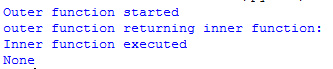 Outer function started
outer function returning inner function:
Inner function executed
None